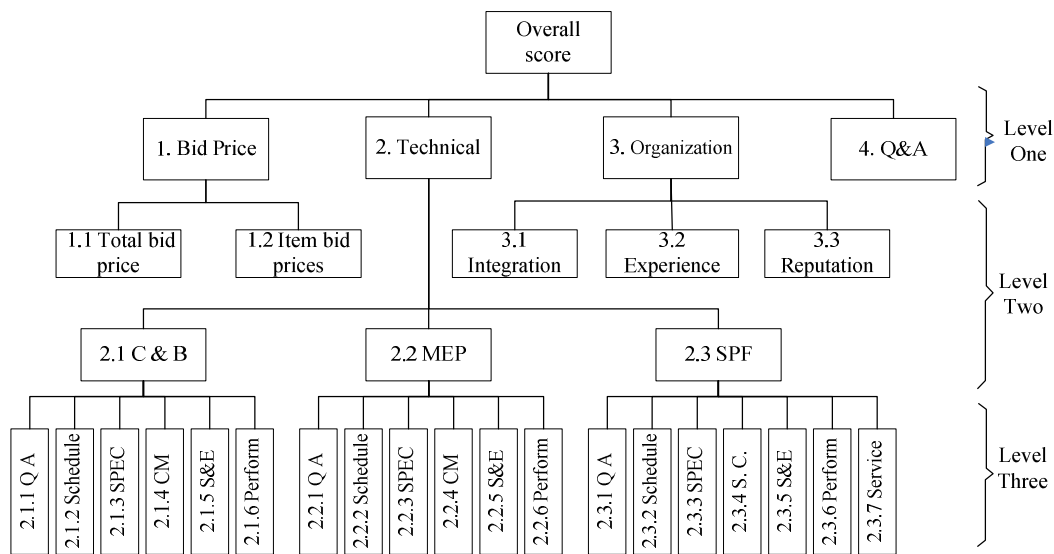 Overall
score
1. Bid Price
2. Technical
3. Organization
4. Q&A
Level
One
1.1 Total bid
price
1.2 Item bid
prices
3.1
Integration
3.2
Experience
3.3
Reputation
Level
Two
2.1 C & B
2.2 MEP
2.3 SPF
2.1.1 Q A
2.1.2 Schedule
2.1.3 SPEC
2.1.4 CM
2.1.5 S&E
2.1.6 Perform
2.2.1 Q A
2.2.2 Schedule
2.2.3 SPEC
2.2.4 CM
2.2.5 S&E
2.2.6 Perform
2.3.1 Q A
2.3.2 Schedule
2.3.3 SPEC
2.3.4 S. C.
2.3.5 S&E
2.3.6 Perform
2.3.7 Service
Level
Three